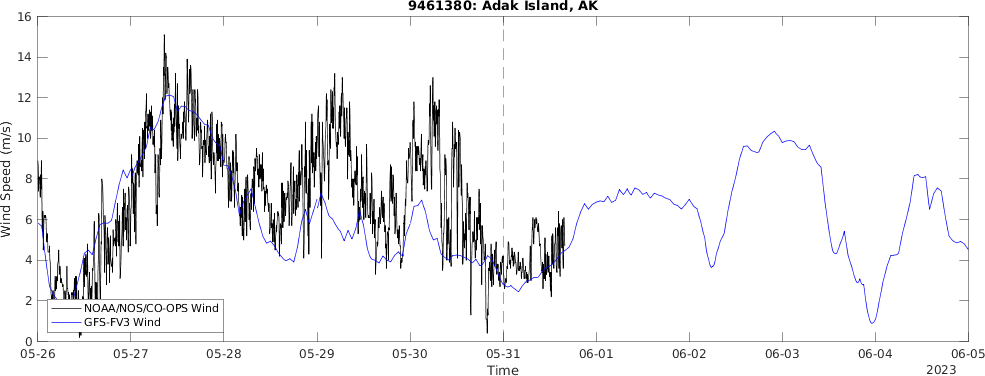 9461380: Adak Island, AK
16
14
12
10
8
6
4
2
0
Wind Speed (m/s)
NOAA/NOS/CO-OPS Wind
GFS-FV3 Wind
05-26 05-27 05-28 05-29 05-30 05-31 06-01 06-02 06-03 06-04 06-05
Time
2023